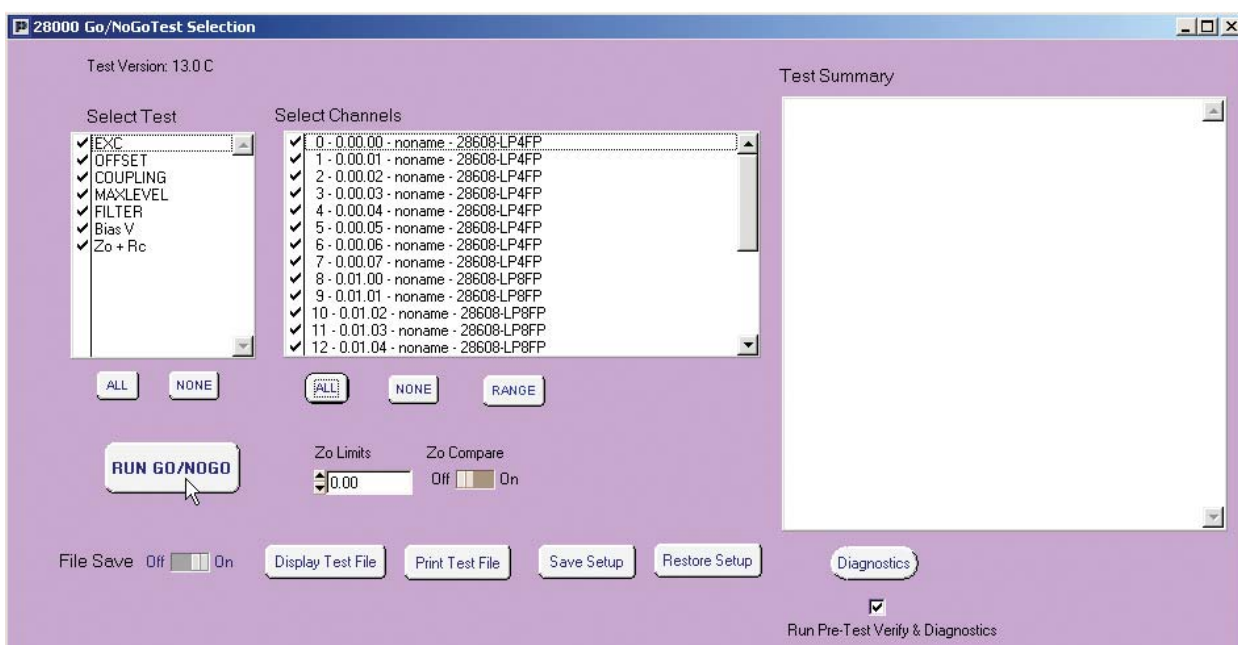 28000 Go/NoGoTest Selection
Test Version: 13.0 C
Select Test
EXC
OFFSET
COUPLING
MAXLEVEL
FILTER
Bias V
Zo + Rc
ALL
NONE
Select Channels
0 - 0.00.00 - noname - 28608-LP4FP
1 - 0.00.01 - noname - 28608-LP4FP
2 - 0.00.02 - noname - 28608-LP4FP
3 - 0.00.03 - noname - 28608-LP4FP
4 - 0.00.04 - noname - 28608-LP4FP
5 - 0.00.05 - noname - 28608-LP4FP
6 - 0.00.06 - noname - 28608-LP4FP
7 - 0.00.07 - noname - 28608-LP4FP
8 - 0.01.00 - noname - 28608-LP8FP
9 - 0.01.01 - noname - 28608-LP8FP
10 - 0.01.02 - noname - 28608-LP8FP
11 - 0.01.03 - noname - 28608-LP8FP
12 - 0.01.04 - noname - 28608-LP8FP
ALL
NONE
RANGE
Test Summary
RUN GO/NOGO
Zo Limits
0.00
Zo Compare
Off On
File Save Off On
Display Test File
Print Test File
Save Setup
Restore Setup
Diagnostics
Run Pre-Test Verify & Diagnostics